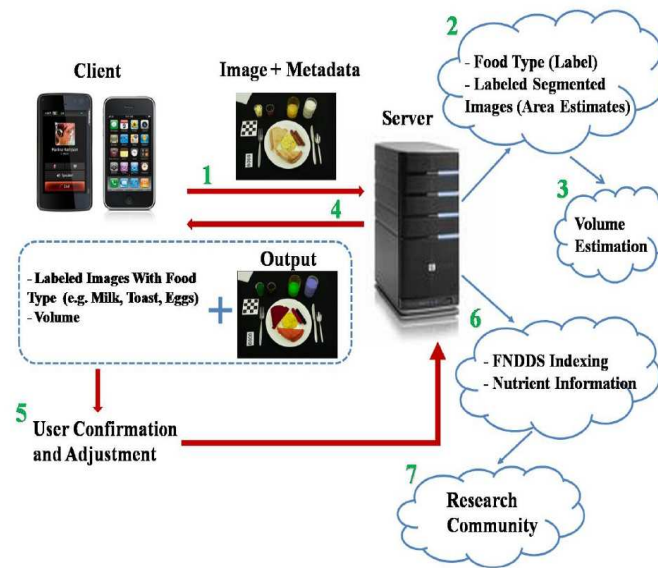 Client
Image + Metadata
Server
2
- Food Type (Label)
- Labeled Segmented
Images (Area Estimates)
1
4
3
Volume
Estimation
- Labeled Images With Food
Type (e.g. Milk, Toast, Eggs)
- Volume
+
Output
6
- FNDDS Indexing
- Nutrient Information
5
User Confirmation
and Adjustment
7
Research
Community